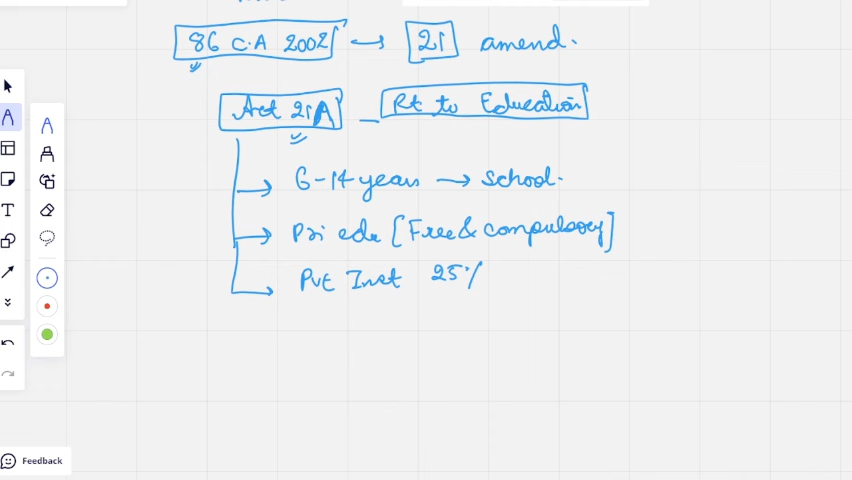 86 C.A 2002 → 21 amend.
Art 21A - Rt to Education
→ 6-14 years → school.
→ Pri edu [Free & compulsory]
→ Pvt Inst 25%
T
Feedback